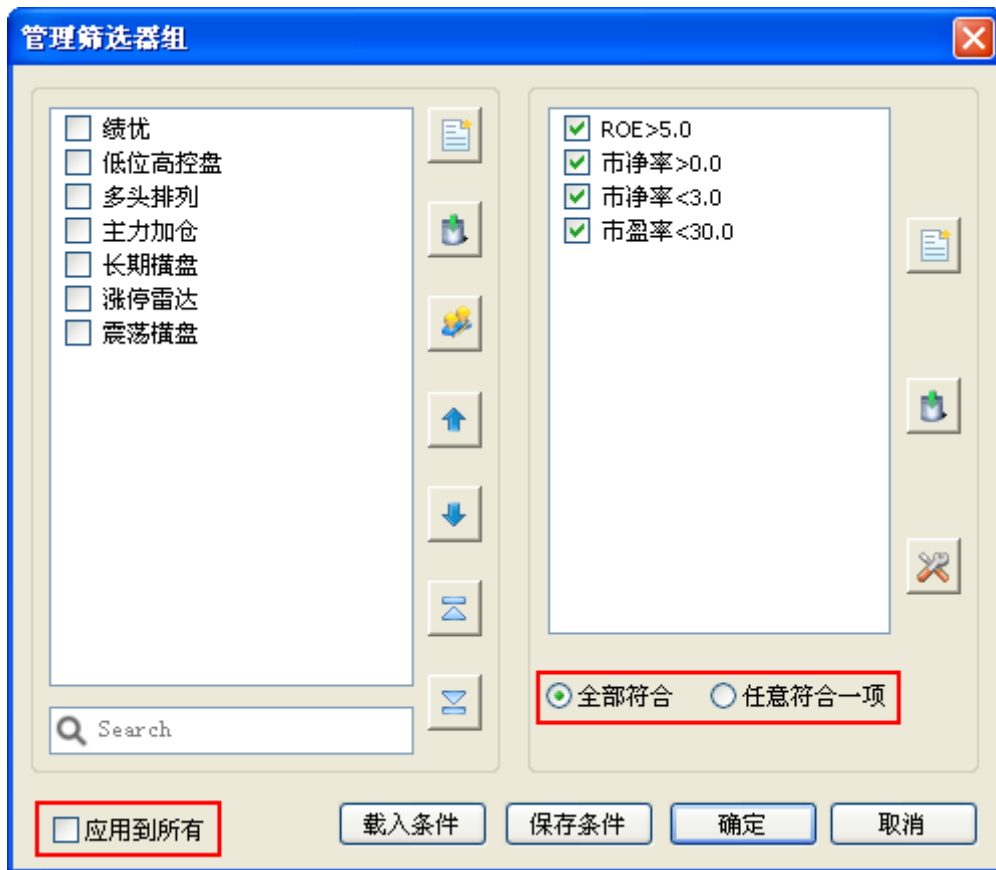 管理筛选器组
绩优
低位高控盘
多头排列
主力加仓
长期横盘
涨停雷达
震荡横盘
Search
ROE>5.0
市净率>0.0
市净率<3.0
市盈率<30.0
全部符合 任意符合一项
应用到所有 载入条件 保存条件 确定 取消